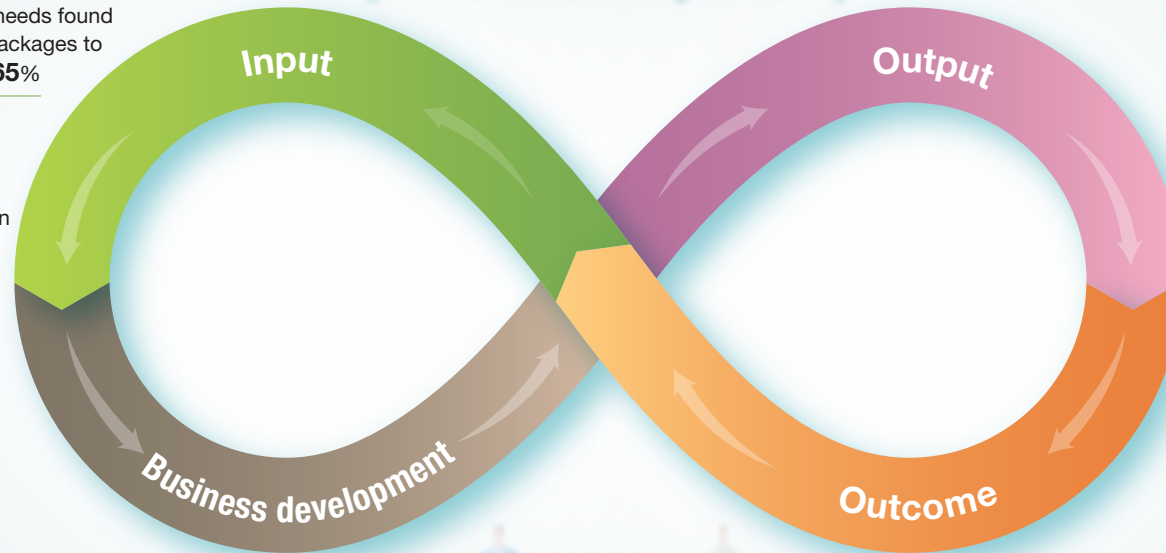 needs found
ackages to
65%
n
Input
Output
Business development
Outcome